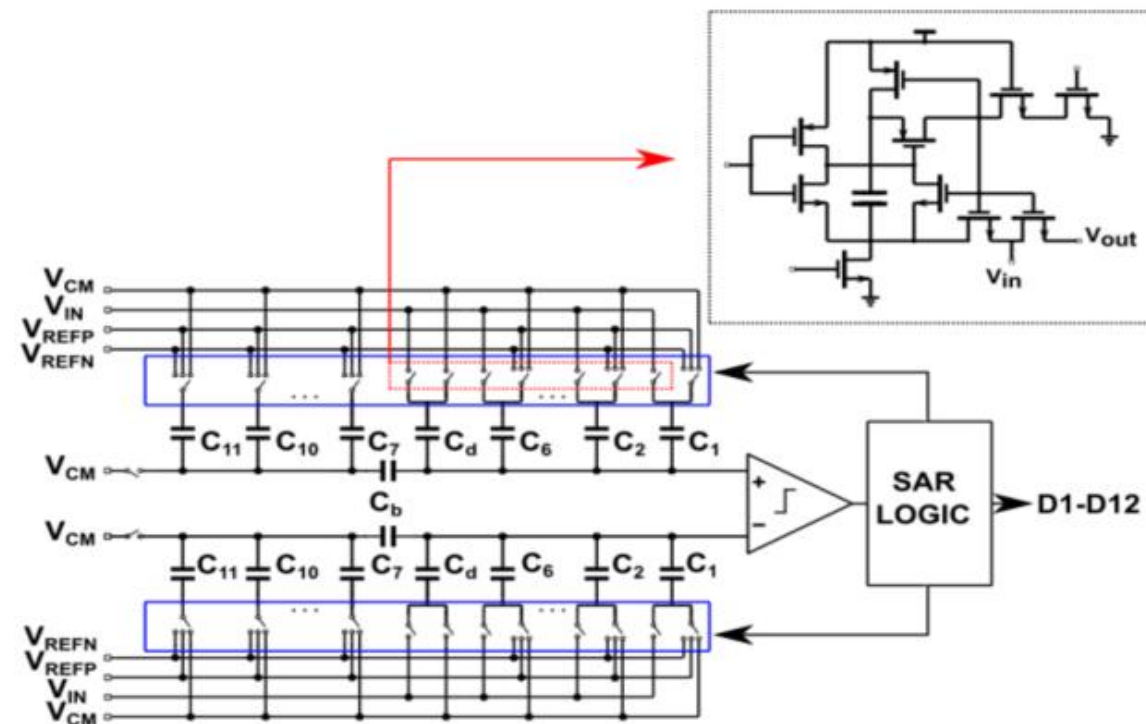 Vout
Vin
VCM
VIN
VREFP
VREFN
C11 C10 C7 Cd C6 C2 C1
VCM
Cb
+
−
SAR
LOGIC
D1-D12
VCM
C11 C10 C7 Cd C6 C2 C1
VREFN
VREFP
VIN
VCM